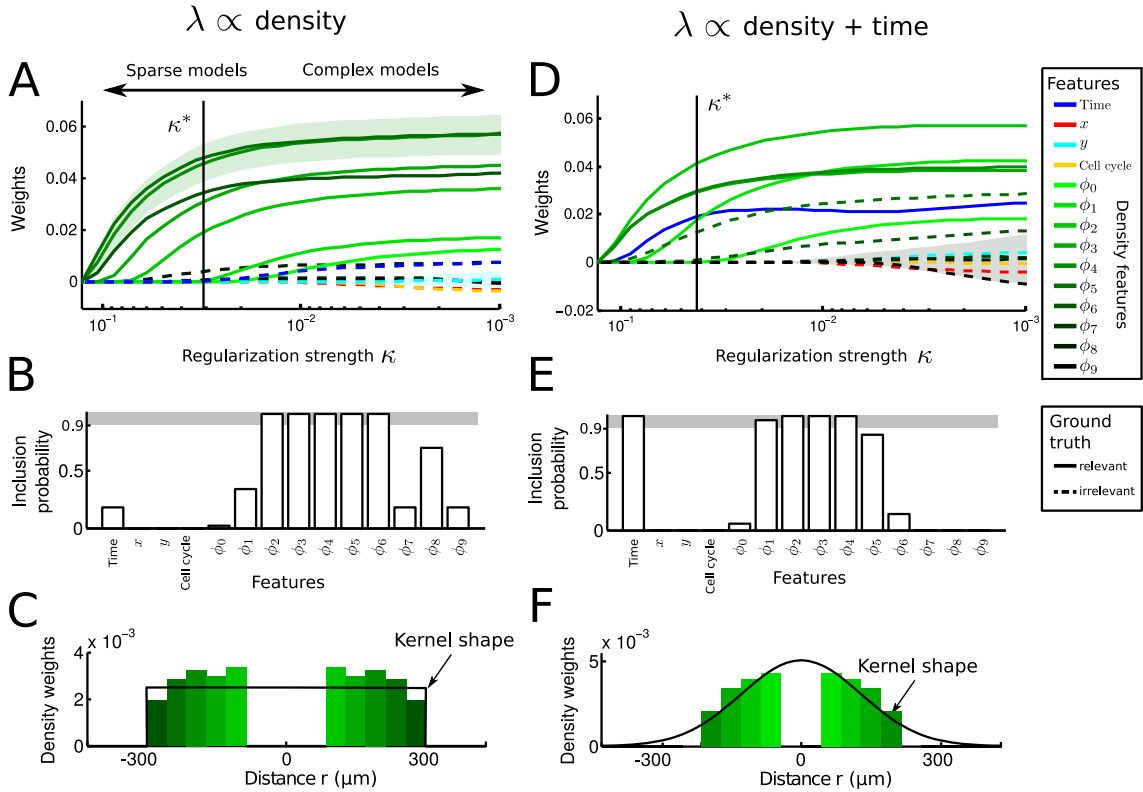 λ ∝ density
λ ∝ density + time
A
Sparse models
Complex models
κ*
0.06
0.04
0.02
0
Weights
10⁻¹
10⁻²
10⁻³
Regularization strength κ
D
κ*
0.06
0.04
0.02
0
−0.02
Weights
10⁻¹
10⁻²
10⁻³
Regularization strength κ
Features
Time
x
y
Cell cycle
ϕ₀
ϕ₁
ϕ₂
ϕ₃
ϕ₄
ϕ₅
ϕ₆
ϕ₇
ϕ₈
ϕ₉
Density features
B
0.9
0.5
0
Inclusion
probability
Time
x
y
Cell cycle
ϕ₀
ϕ₁
ϕ₂
ϕ₃
ϕ₄
ϕ₅
ϕ₆
ϕ₇
ϕ₈
ϕ₉
Features
E
0.9
0.5
0
Inclusion
probability
Time
x
y
Cell cycle
ϕ₀
ϕ₁
ϕ₂
ϕ₃
ϕ₄
ϕ₅
ϕ₆
ϕ₇
ϕ₈
ϕ₉
Features
Ground
truth
relevant
irrelevant
C
x 10⁻³
4
2
0
Density weights
Kernel shape
-300
0
300
Distance r (μm)
F
x 10⁻³
5
0
Density weights
Kernel shape
-300
0
300
Distance r (μm)